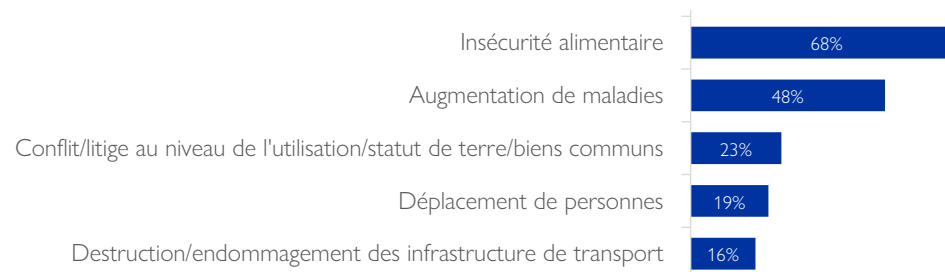 Insécurité alimentaire 68%
Augmentation de maladies 48%
Conflit/litige au niveau de l'utilisation/statut de terre/biens communs 23%
Déplacement de personnes 19%
Destruction/endommagement des infrastructure de transport 16%